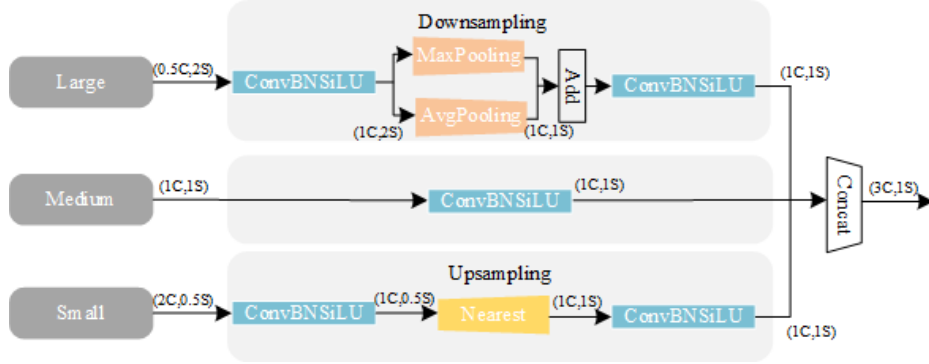 Downsampling
Large
(0.5C,2S)
ConvBNSiLU
(1C,2S)
MaxPooling
AvgPooling
(1C,1S)
Add
ConvBNSiLU
(1C,1S)
Medium
(1C,1S)
ConvBNSiLU
(1C,1S)
Concat
(3C,1S)
Upsampling
Small
(2C,0.5S)
ConvBNSiLU
(1C,0.5S)
Nearest
(1C,1S)
ConvBNSiLU
(1C,1S)